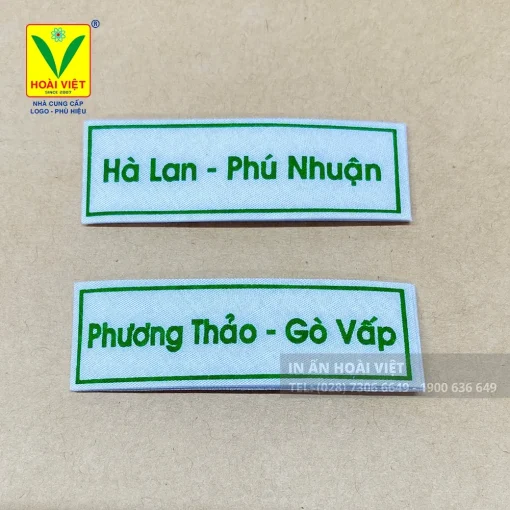 ®
HOÀI VIỆT
SINCE 2007
NHÀ CUNG CẤP
LOGO - PHÙ HIỆU
Hà Lan - Phú Nhuận
Phương Thảo - Gò Vấp
IN ẤN HOÀI VIỆT
TEL: (028) 7306 6649 - 1900 636 649